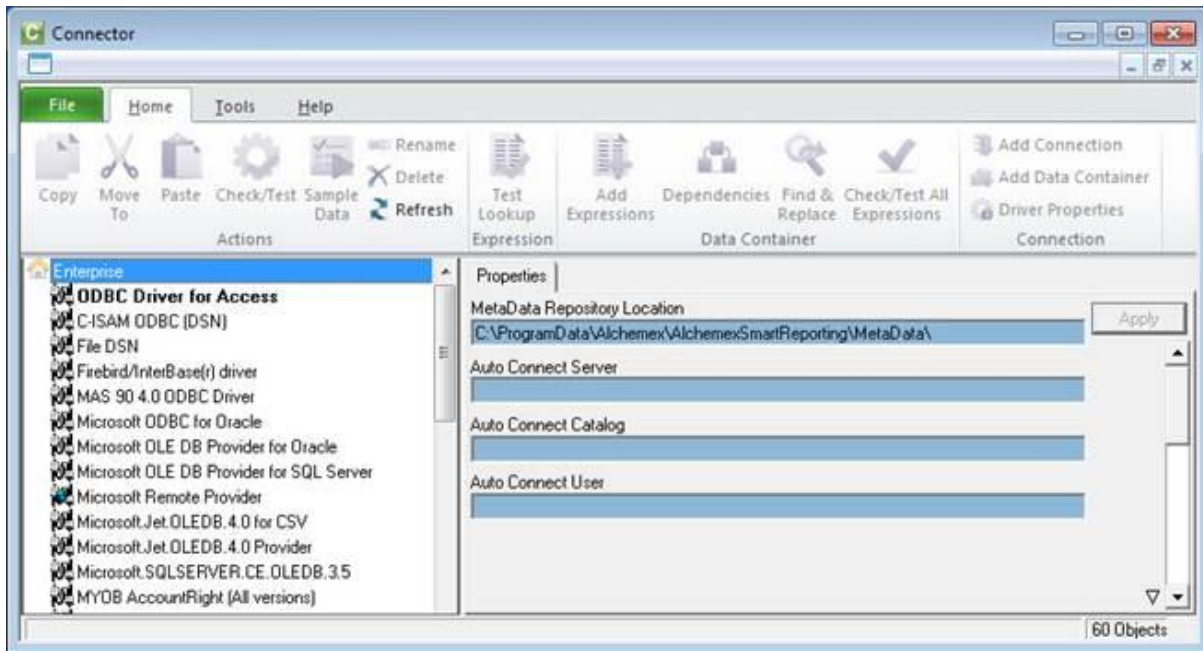 Connector
File Home Tools Help
Copy
Move To
Paste
Check/Test
Sample Data
Rename
Delete
Refresh
Actions
Test Lookup
Expression
Add Expressions
Dependencies
Find & Replace
Check/Test All Expressions
Data Container
Add Connection
Add Data Container
Driver Properties
Connection
Enterprise
ODBC Driver for Access
C-ISAM ODBC (DSN)
File DSN
Firebird/InterBase(r) driver
MAS 90 4.0 ODBC Driver
Microsoft ODBC for Oracle
Microsoft OLE DB Provider for Oracle
Microsoft OLE DB Provider for SQL Server
Microsoft Remote Provider
Microsoft.Jet.OLEDB.4.0 for CSV
Microsoft.Jet.OLEDB.4.0 Provider
Microsoft.SQLSERVER.CE.OLEDB.3.5
MYOB AccountRight (All versions)
Properties
MetaData Repository Location
C:\ProgramData\Alchemex\AlchemexSmartReporting\MetaData\
Apply
Auto Connect Server
Auto Connect Catalog
Auto Connect User
60 Objects